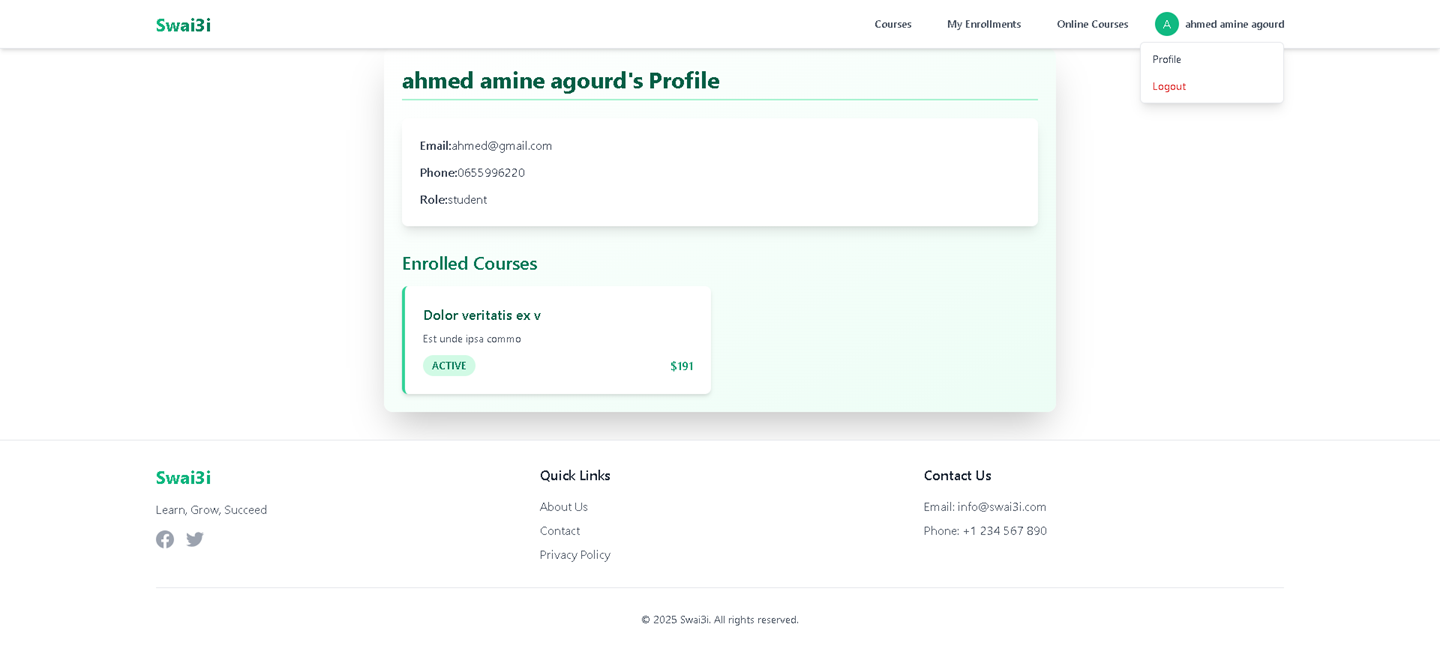 Swai3i
Courses My Enrollments Online Courses A ahmed amine agourd
Profile
Logout
ahmed amine agourd's Profile
Email:ahmed@gmail.com
Phone:0655996220
Role:student
Enrolled Courses
Dolor veritatis ex v
Est unde ipsa commo
ACTIVE $191
Swai3i
Learn, Grow, Succeed
Quick Links
About Us
Contact
Privacy Policy
Contact Us
Email: info@swai3i.com
Phone: +1 234 567 890
© 2025 Swai3i. All rights reserved.